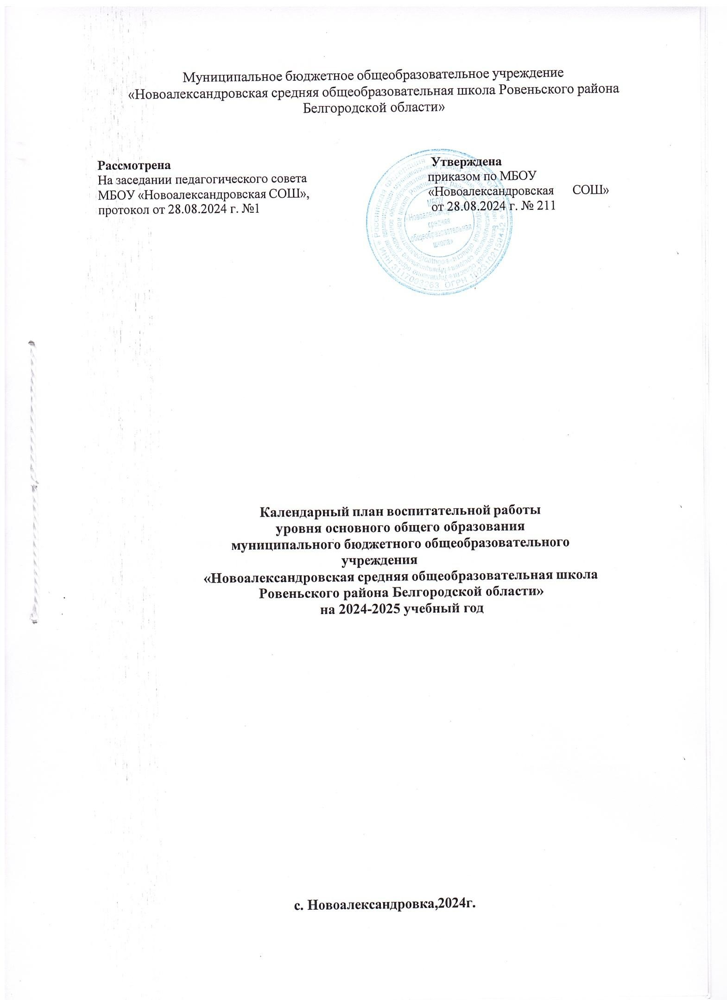 Муниципальное бюджетное общеобразовательное учреждение
«Новоалександровская средняя общеобразовательная школа Ровеньского района
Белгородской области»
Рассмотрена
На заседании педагогического совета
МБОУ «Новоалександровская СОШ»,
протокол от 28.08.2024 г. №1
Утверждена
приказом по МБОУ
«Новоалександровская СОШ»
от 28.08.2024 г. № 211
МБОУ
«Новоалександровская
средняя
общеобразовательная
школа»
Российская Федерация
ИНН 3117003263 ОГРН
Календарный план воспитательной работы
уровня основного общего образования
муниципального бюджетного общеобразовательного
учреждения
«Новоалександровская средняя общеобразовательная школа
Ровеньского района Белгородской области»
на 2024-2025 учебный год
с. Новоалександровка,2024г.